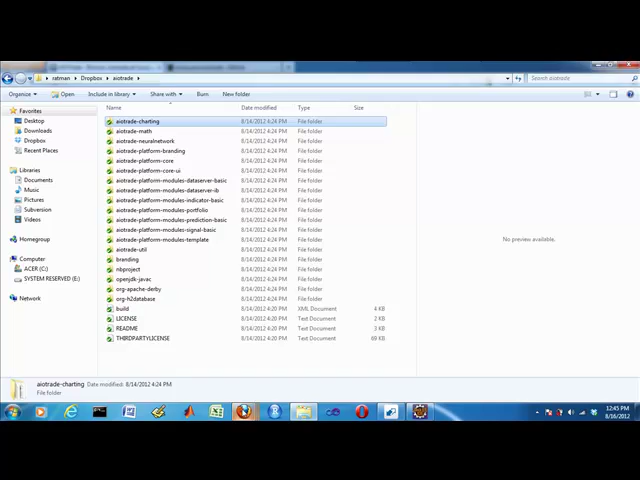 ratman ▸ Dropbox ▸ aiotrade ▸
Search aiotrade
Organize Open Include in library Share with Burn New folder
Favorites
Desktop
Downloads
Dropbox
Recent Places
Libraries
Documents
Music
Pictures
Subversion
Videos
Homegroup
Computer
ACER (C:)
SYSTEM RESERVED (E:)
Network
Name Date modified Type Size
aiotrade-charting 8/14/2012 4:24 PM File folder
aiotrade-math 8/14/2012 4:24 PM File folder
aiotrade-neuralnetwork 8/14/2012 4:24 PM File folder
aiotrade-platform-branding 8/14/2012 4:24 PM File folder
aiotrade-platform-core 8/14/2012 4:24 PM File folder
aiotrade-platform-core-ui 8/14/2012 4:24 PM File folder
aiotrade-platform-modules-dataserver-basic 8/14/2012 4:24 PM File folder
aiotrade-platform-modules-dataserver-ib 8/14/2012 4:24 PM File folder
aiotrade-platform-modules-indicator-basic 8/14/2012 4:24 PM File folder
aiotrade-platform-modules-portfolio 8/14/2012 4:24 PM File folder
aiotrade-platform-modules-prediction-basic 8/14/2012 4:24 PM File folder
aiotrade-platform-modules-signal-basic 8/14/2012 4:24 PM File folder
aiotrade-platform-modules-template 8/14/2012 4:24 PM File folder
aiotrade-util 8/14/2012 4:24 PM File folder
branding 8/14/2012 4:24 PM File folder
nbproject 8/14/2012 4:24 PM File folder
openjdk-javac 8/14/2012 4:24 PM File folder
org-apache-derby 8/14/2012 4:24 PM File folder
org-h2database 8/14/2012 4:24 PM File folder
build 8/14/2012 4:20 PM XML Document 4 KB
LICENSE 8/14/2012 4:20 PM Text Document 2 KB
README 8/14/2012 4:20 PM Text Document 3 KB
THIRDPARTYLICENSE 8/14/2012 4:20 PM Text Document 69 KB
No preview available.
aiotrade-charting Date modified: 8/14/2012 4:24 PM
File folder
12:45 PM
8/16/2012